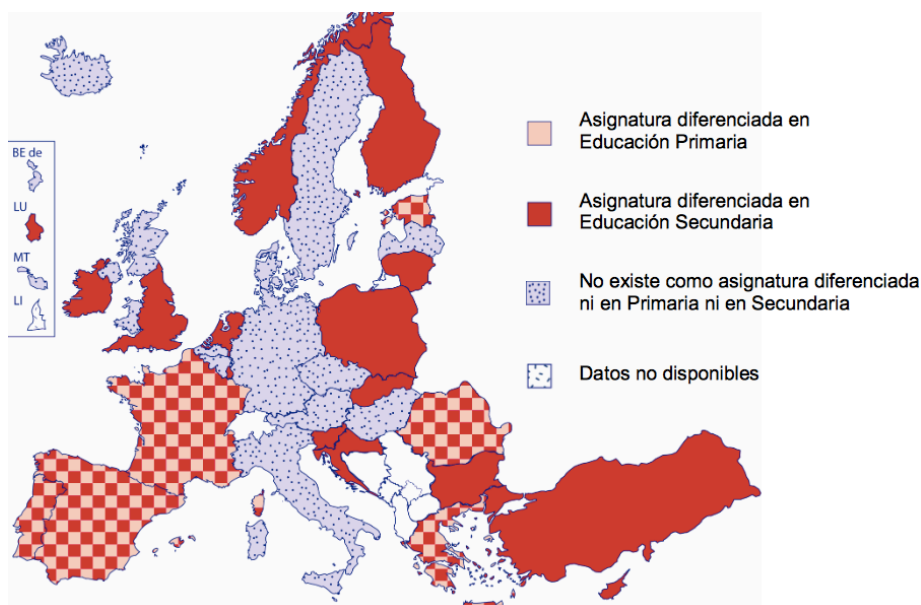 BE de
LU
MT
LI
Asignatura diferenciada en
Educación Primaria
Asignatura diferenciada en
Educación Secundaria
No existe como asignatura diferenciada
ni en Primaria ni en Secundaria
Datos no disponibles